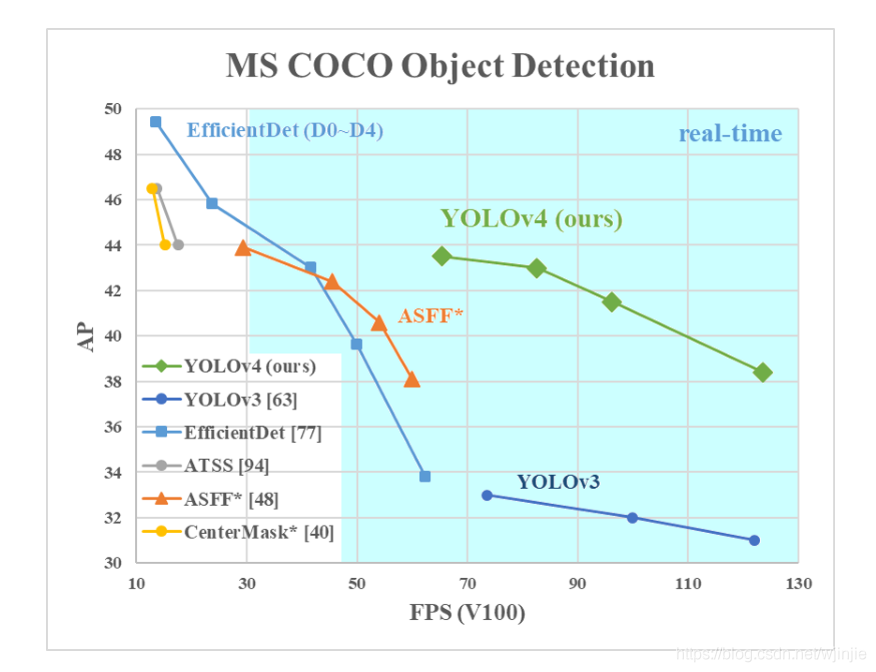 MS COCO Object Detection
50
48
46
44
42
40
38
36
34
32
30
AP
EfficientDet (D0~D4)
real-time
YOLOv4 (ours)
ASFF*
YOLOv3
YOLOv4 (ours)
YOLOv3 [63]
EfficientDet [77]
ATSS [94]
ASFF* [48]
CenterMask* [40]
10 30 50 70 90 110 130
FPS (V100)
https://blog.csdn.net/wjinjie